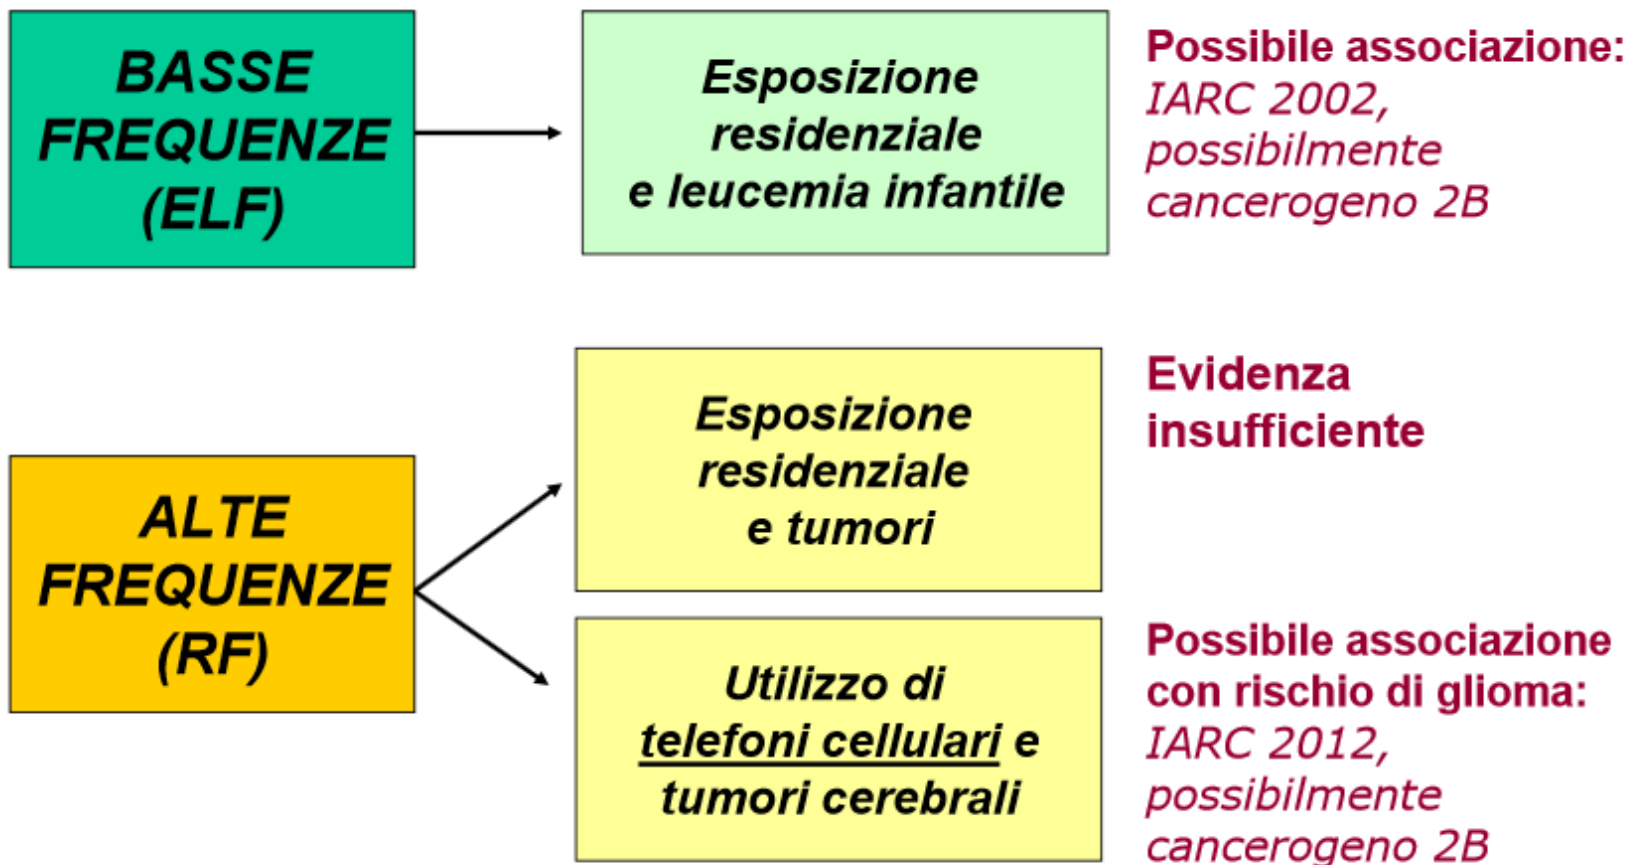 BASSE
FREQUENZE
(ELF)
Esposizione
residenziale
e leucemia infantile
Possibile associazione:
IARC 2002,
possibilmente
cancerogeno 2B
ALTE
FREQUENZE
(RF)
Esposizione
residenziale
e tumori
Evidenza
insufficiente
Utilizzo di
telefoni cellulari e
tumori cerebrali
Possibile associazione
con rischio di glioma:
IARC 2012,
possibilmente
cancerogeno 2B